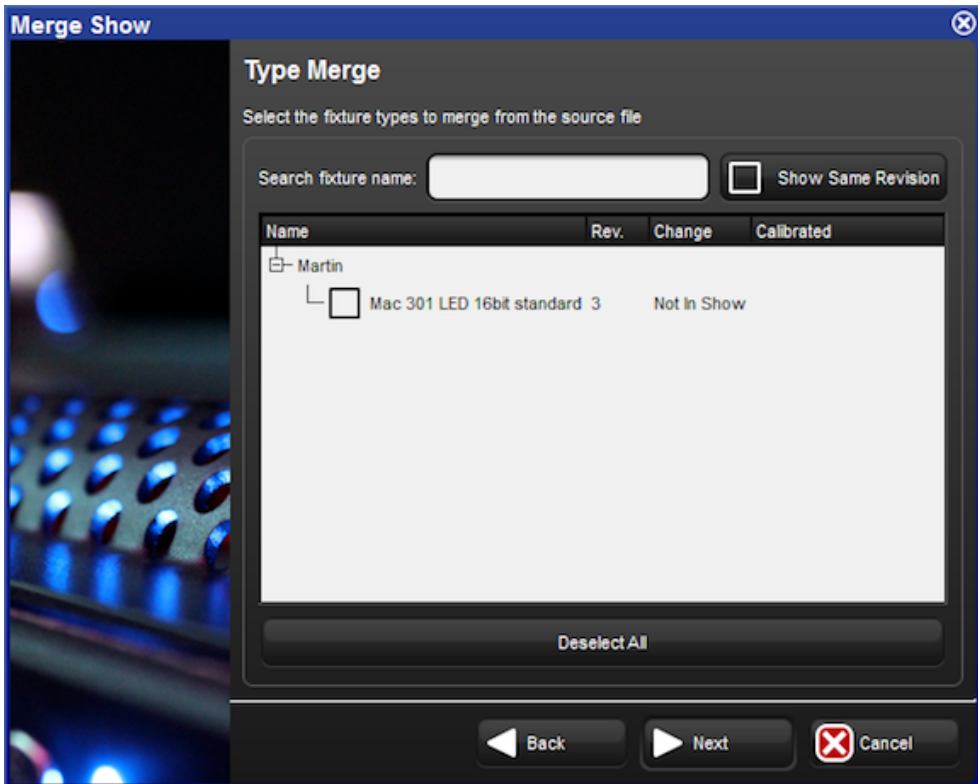 Merge Show
Type Merge
Select the fixture types to merge from the source file
Search fixture name: Show Same Revision
Name Rev. Change Calibrated
Martin
Mac 301 LED 16bit standard 3 Not In Show
Deselect All
Back Next Cancel